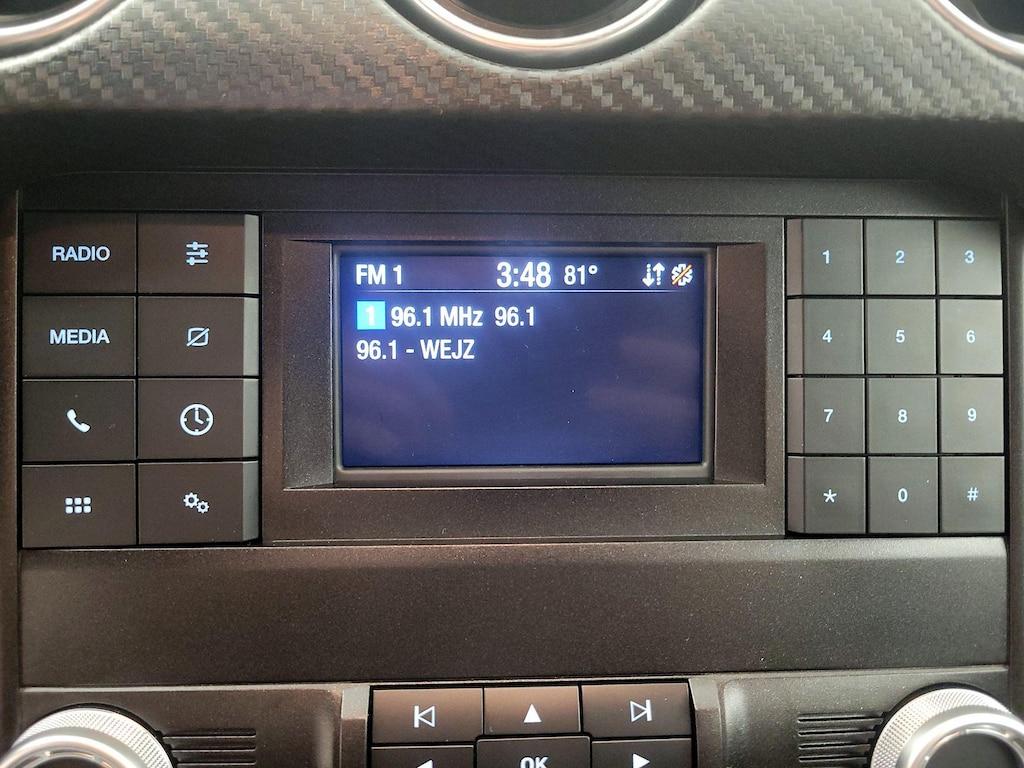 RADIO
MEDIA
FM 1 3:48 81°
1 96.1 MHz 96.1
96.1 - WEJZ
1 2 3
4 5 6
7 8 9
* 0 #
OK